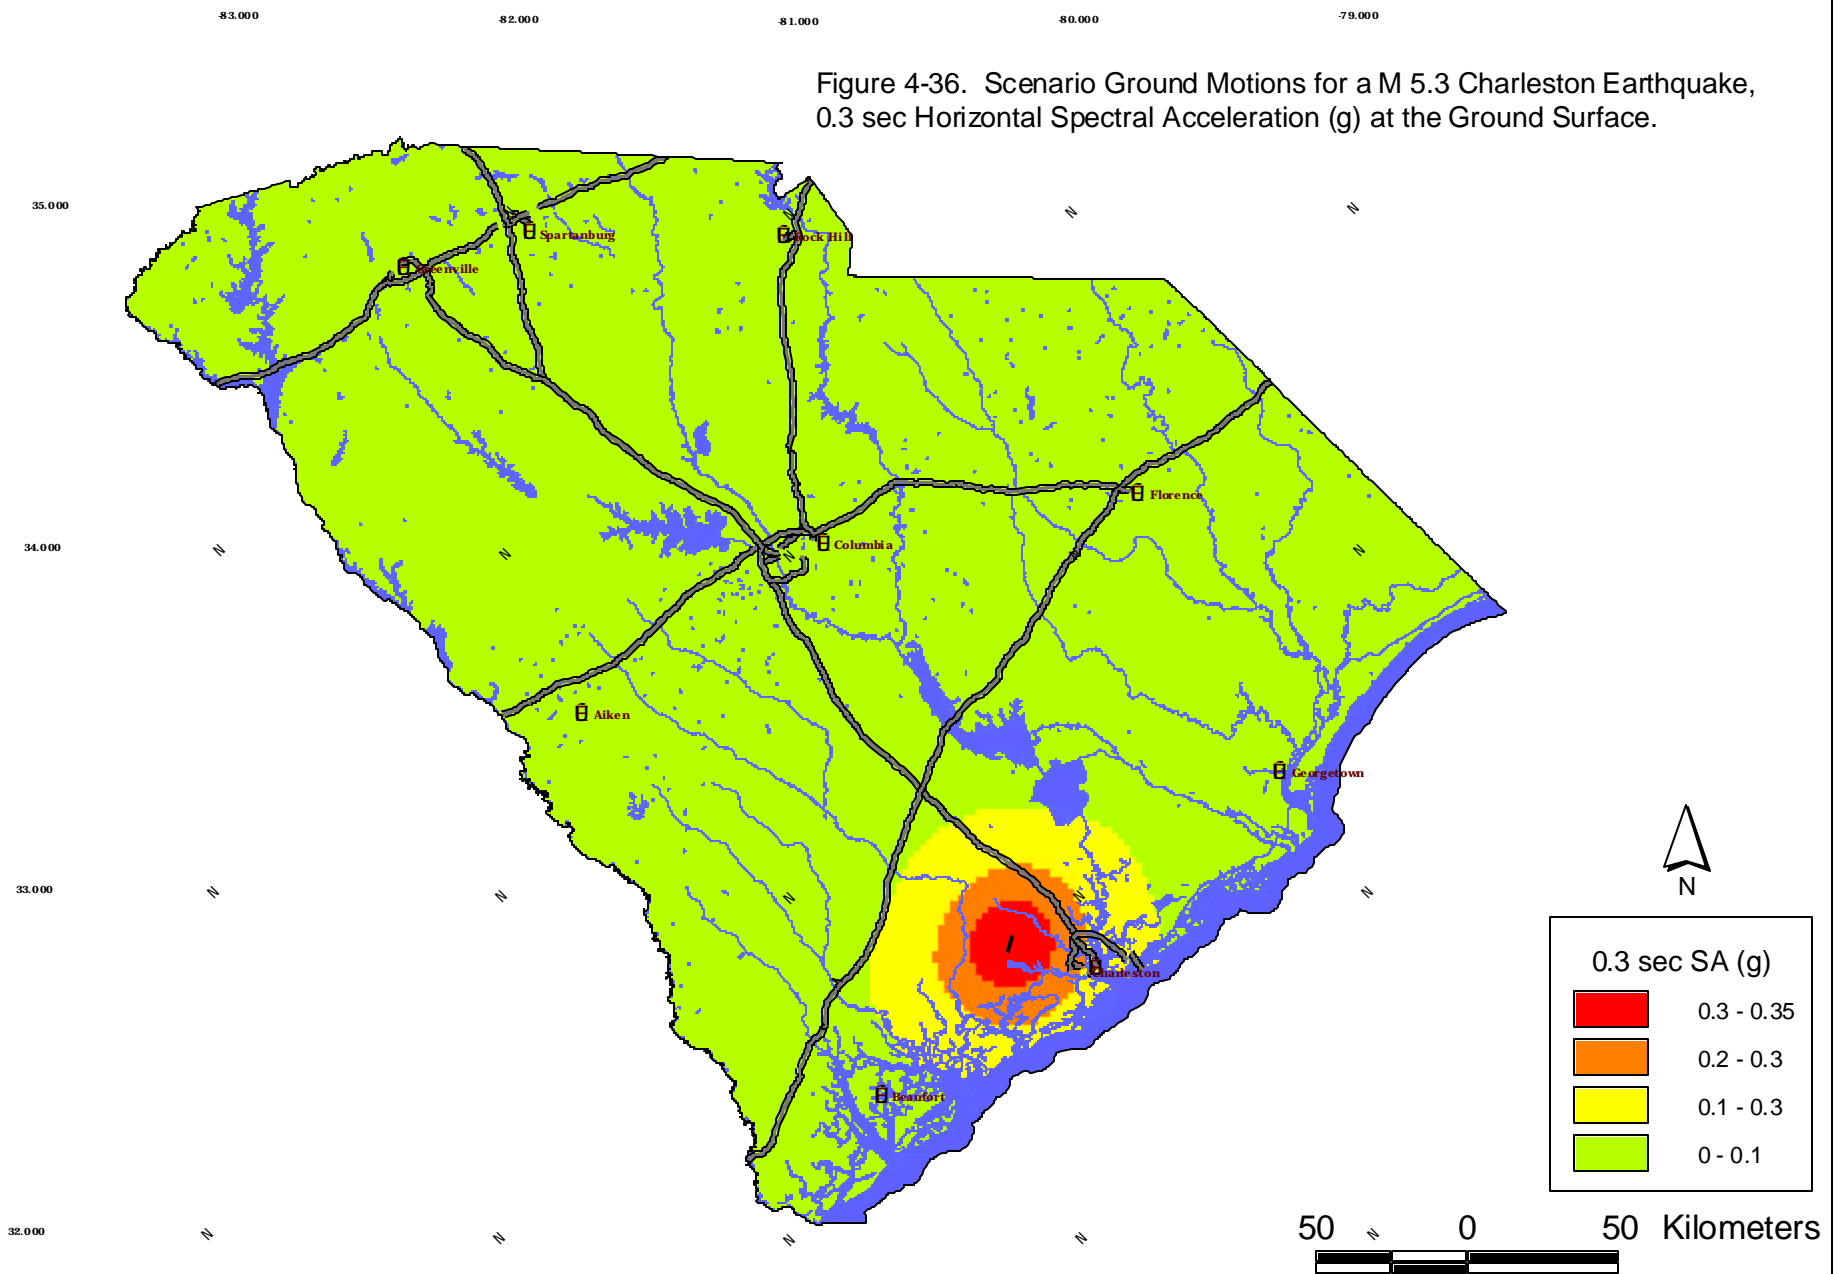 -83.000
-82.000
-81.000
-80.000
-79.000
Figure 4-36. Scenario Ground Motions for a M 5.3 Charleston Earthquake,
0.3 sec Horizontal Spectral Acceleration (g) at the Ground Surface.
35.000
N
N
N
Spartanburg
Rock Hill
Greenville
Florence
34.000
N
N
N
N
N
Columbia
Aiken
Georgetown
N
33.000
N
N
N
N
N
Charleston
0.3 sec SA (g)
0.3 - 0.35
0.2 - 0.3
0.1 - 0.3
0 - 0.1
Beaufort
32.000
N
N
N
N
N
50 0 50 Kilometers